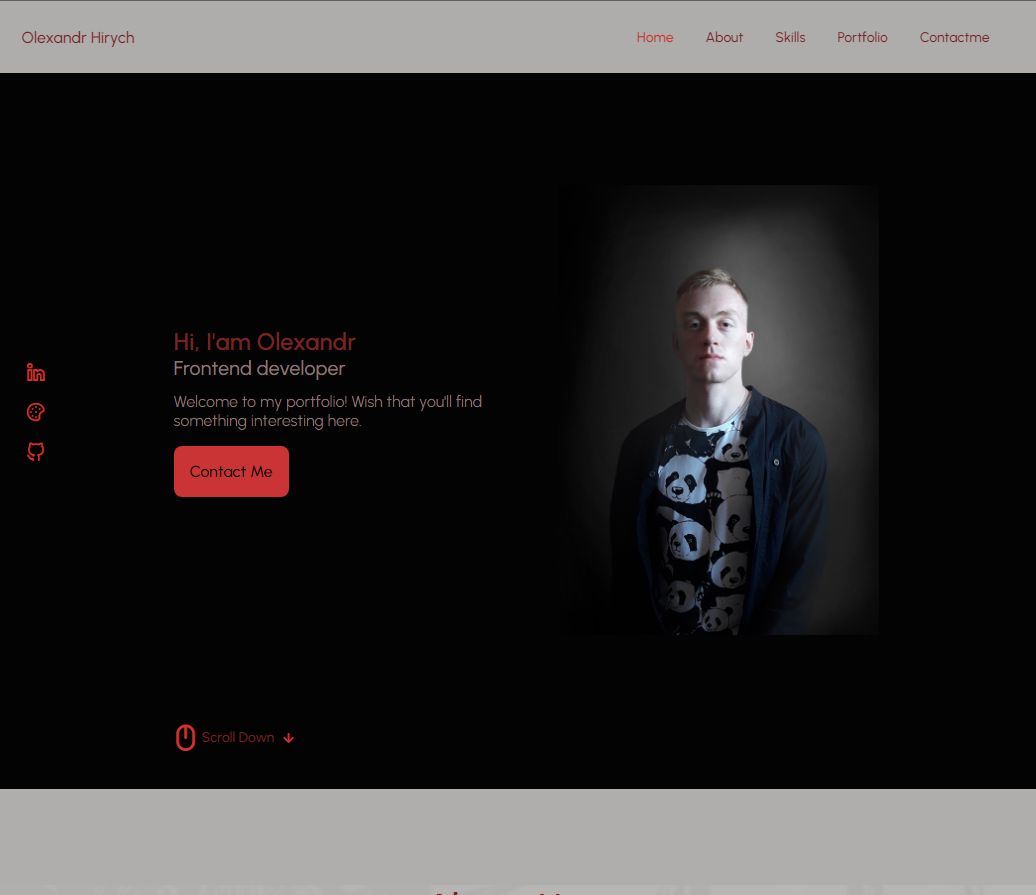 Olexandr Hirych
Home
About
Skills
Portfolio
Contactme
Hi, I'am Olexandr
Frontend developer
Welcome to my portfolio! Wish that you'll find
something interesting here.
Contact Me
Scroll Down